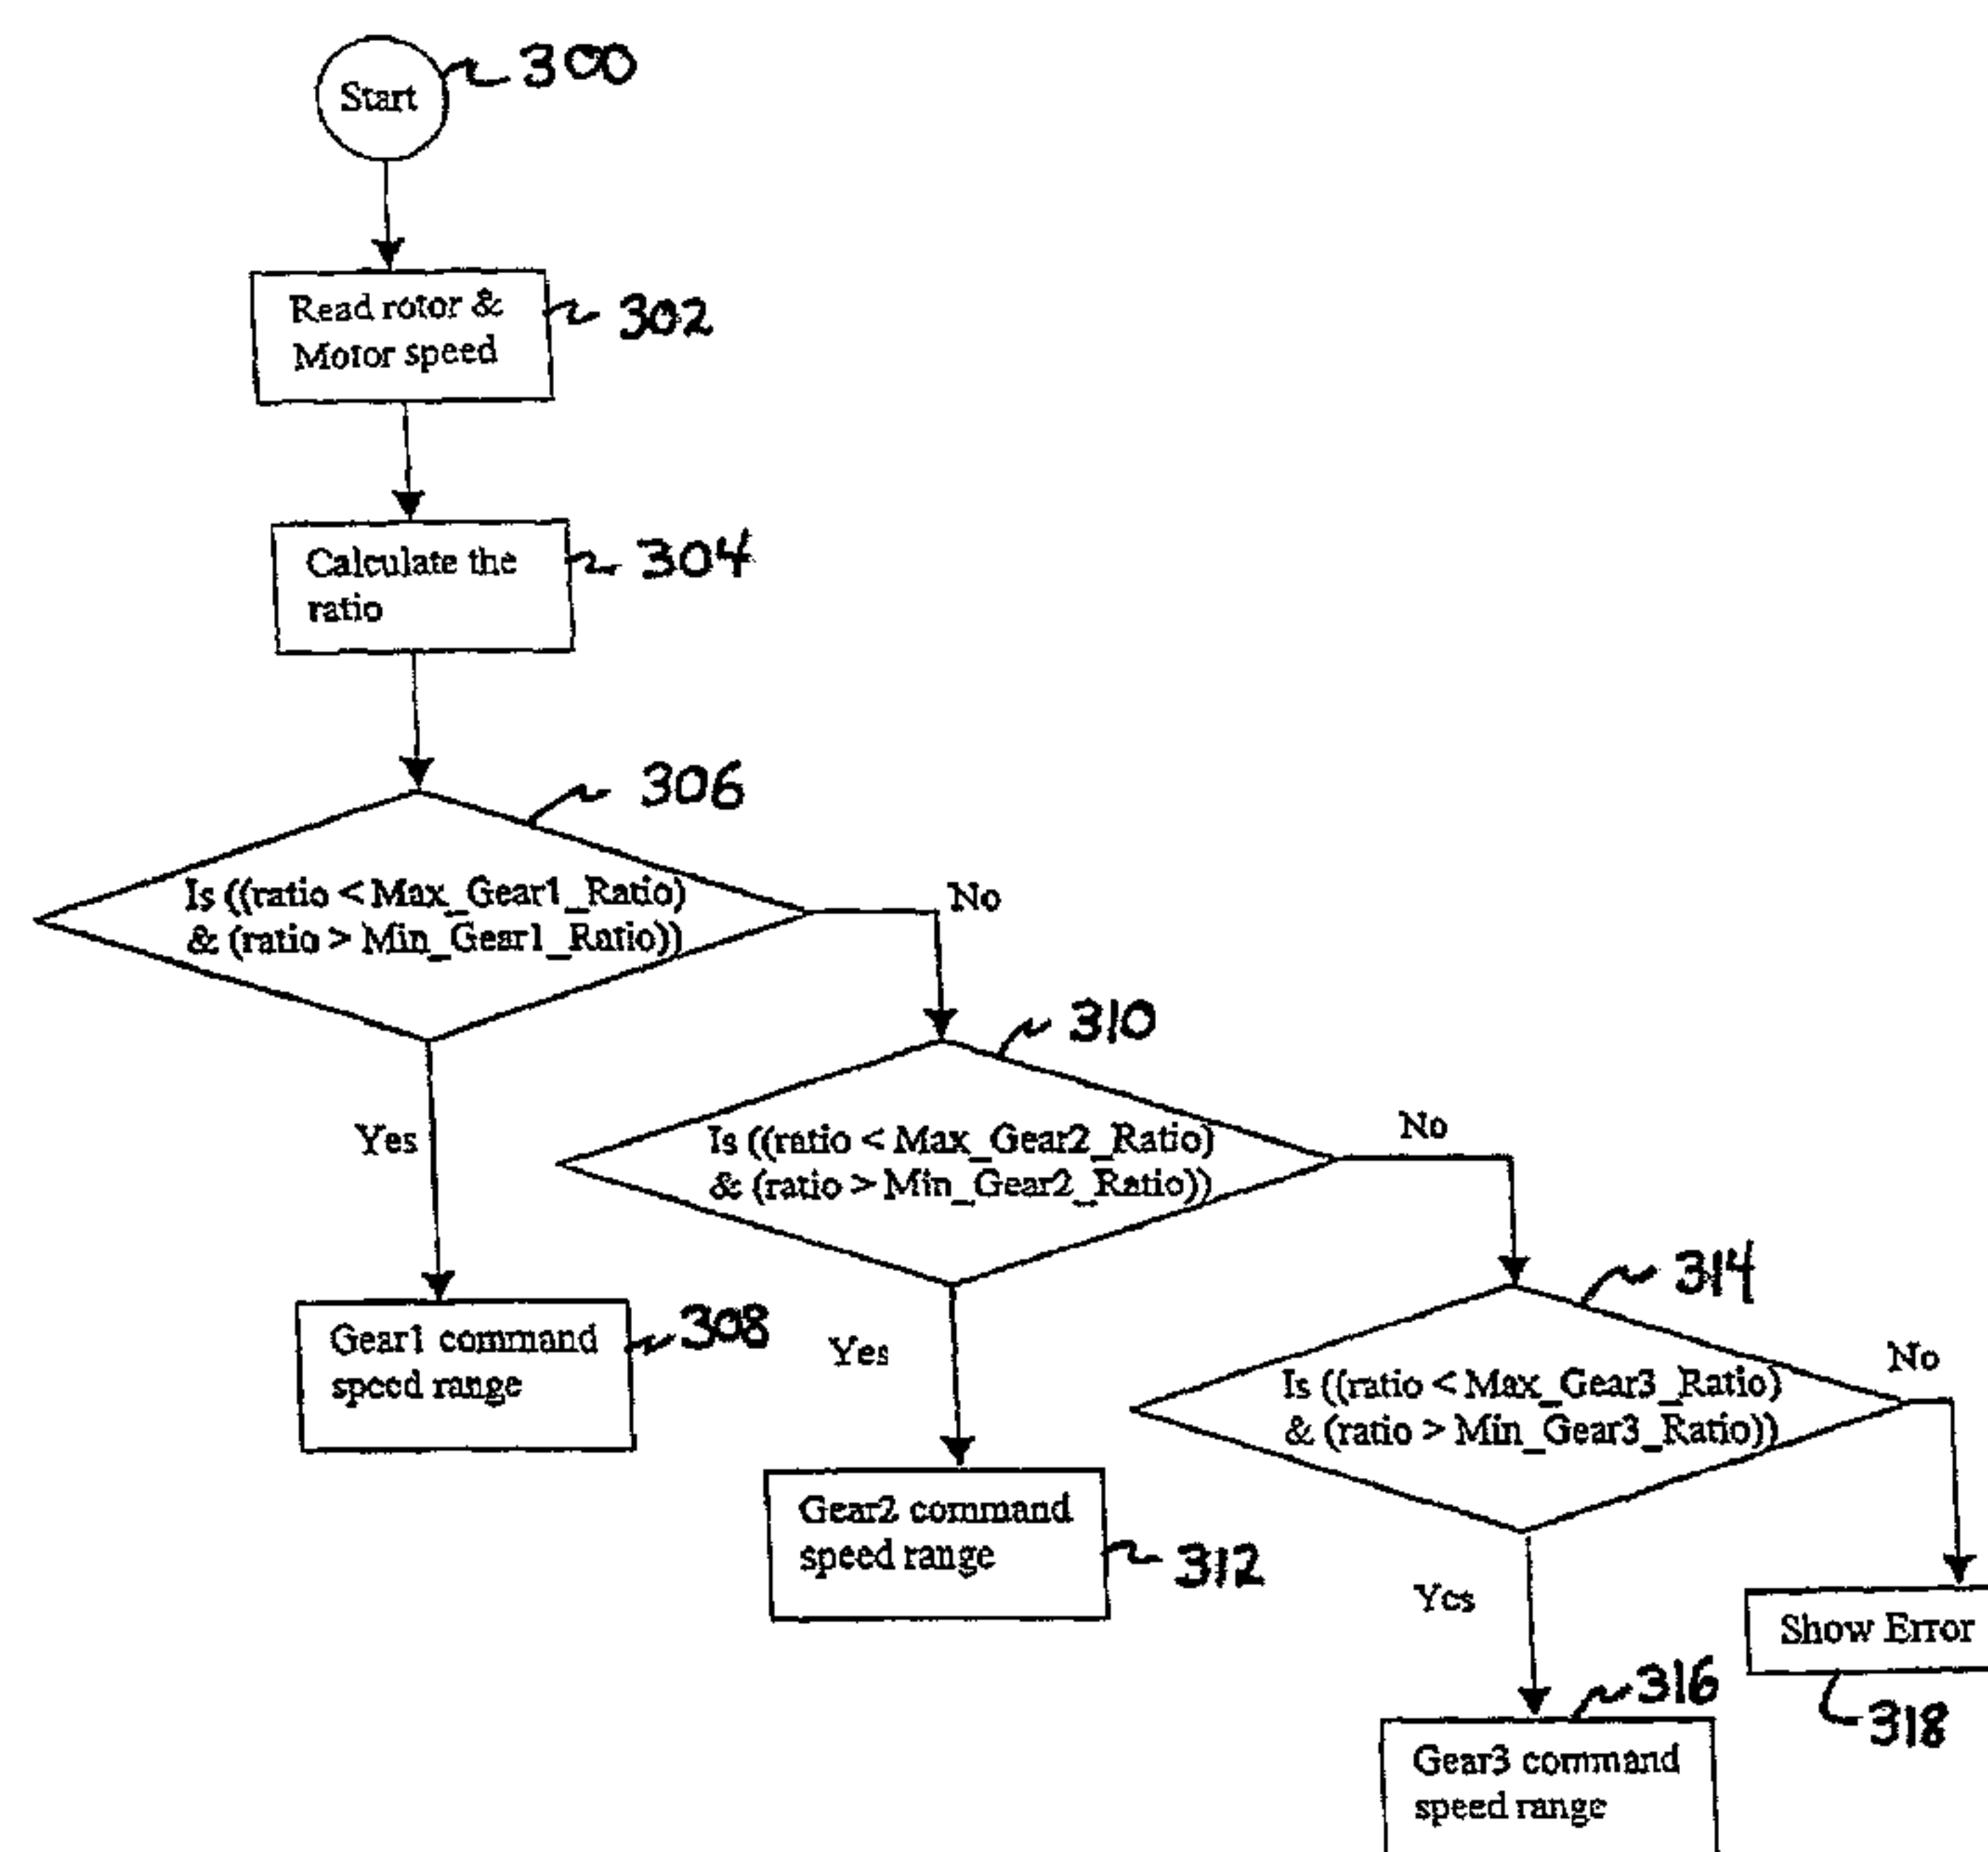 Start
300
Read rotor &
Motor speed
302
Calculate the
ratio
304
306
Is ((ratio < Max_Gear1_Ratio)
& (ratio > Min_Gear1_Ratio))
No
310
Yes
Is ((ratio < Max_Gear2_Ratio)
& (ratio > Min_Gear2_Ratio))
No
314
Gear1 command
speed range
308
Yes
Is ((ratio < Max_Gear3_Ratio)
& (ratio > Min_Gear3_Ratio))
No
Gear2 command
speed range
312
Yes
Show Error
318
316
Gear3 command
speed range